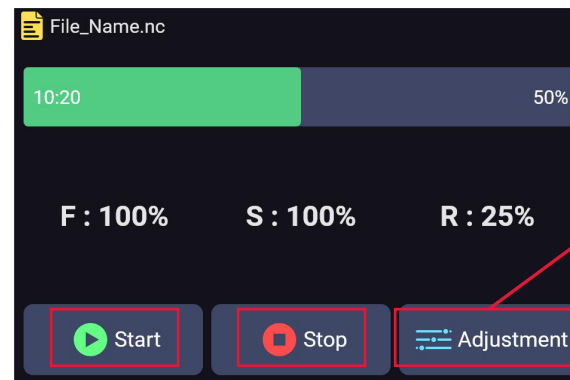 File_Name.nc
10:20 50%
F : 100% S : 100% R : 25%
Start Stop Adjustment